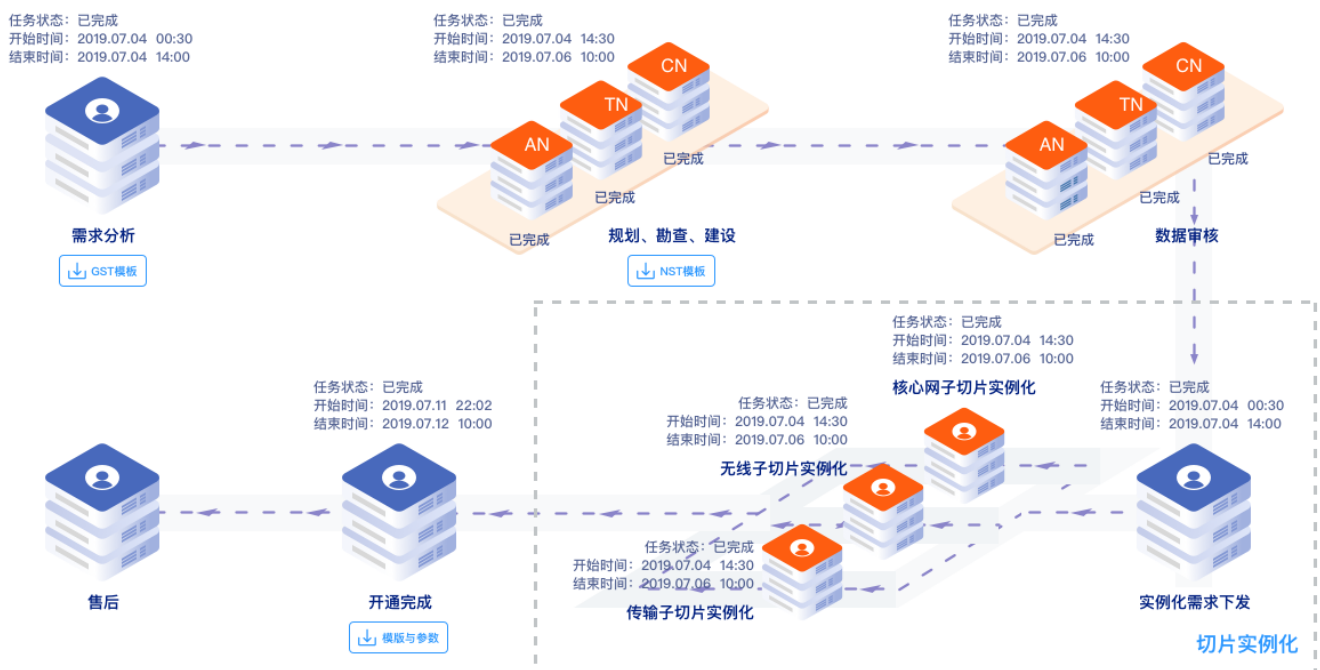 任务状态：已完成
开始时间：2019.07.04 00:30
结束时间：2019.07.04 14:00
需求分析
GST模板
任务状态：已完成
开始时间：2019.07.04 14:30
结束时间：2019.07.06 10:00
CN
TN
AN
已完成
已完成
已完成
规划、勘查、建设
NST模板
任务状态：已完成
开始时间：2019.07.04 14:30
结束时间：2019.07.06 10:00
CN
TN
AN
已完成
已完成
已完成
数据审核
任务状态：已完成
开始时间：2019.07.04 14:30
结束时间：2019.07.06 10:00
核心网子切片实例化
任务状态：已完成
开始时间：2019.07.04 00:30
结束时间：2019.07.04 14:00
实例化需求下发
任务状态：已完成
开始时间：2019.07.04 14:30
结束时间：2019.07.06 10:00
无线子切片实例化
任务状态：已完成
开始时间：2019.07.04 14:30
结束时间：2019.07.06 10:00
传输子切片实例化
切片实例化
任务状态：已完成
开始时间：2019.07.11 22:02
结束时间：2019.07.12 10:00
开通完成
模版与参数
售后